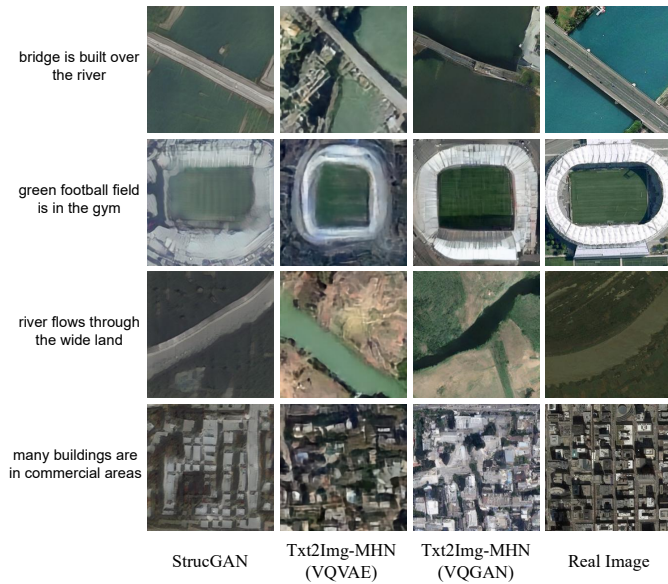 bridge is built over
the river
green football field
is in the gym
river flows through
the wide land
many buildings are
in commercial areas
StrucGAN
Txt2Img-MHN
(VQVAE)
Txt2Img-MHN
(VQGAN)
Real Image